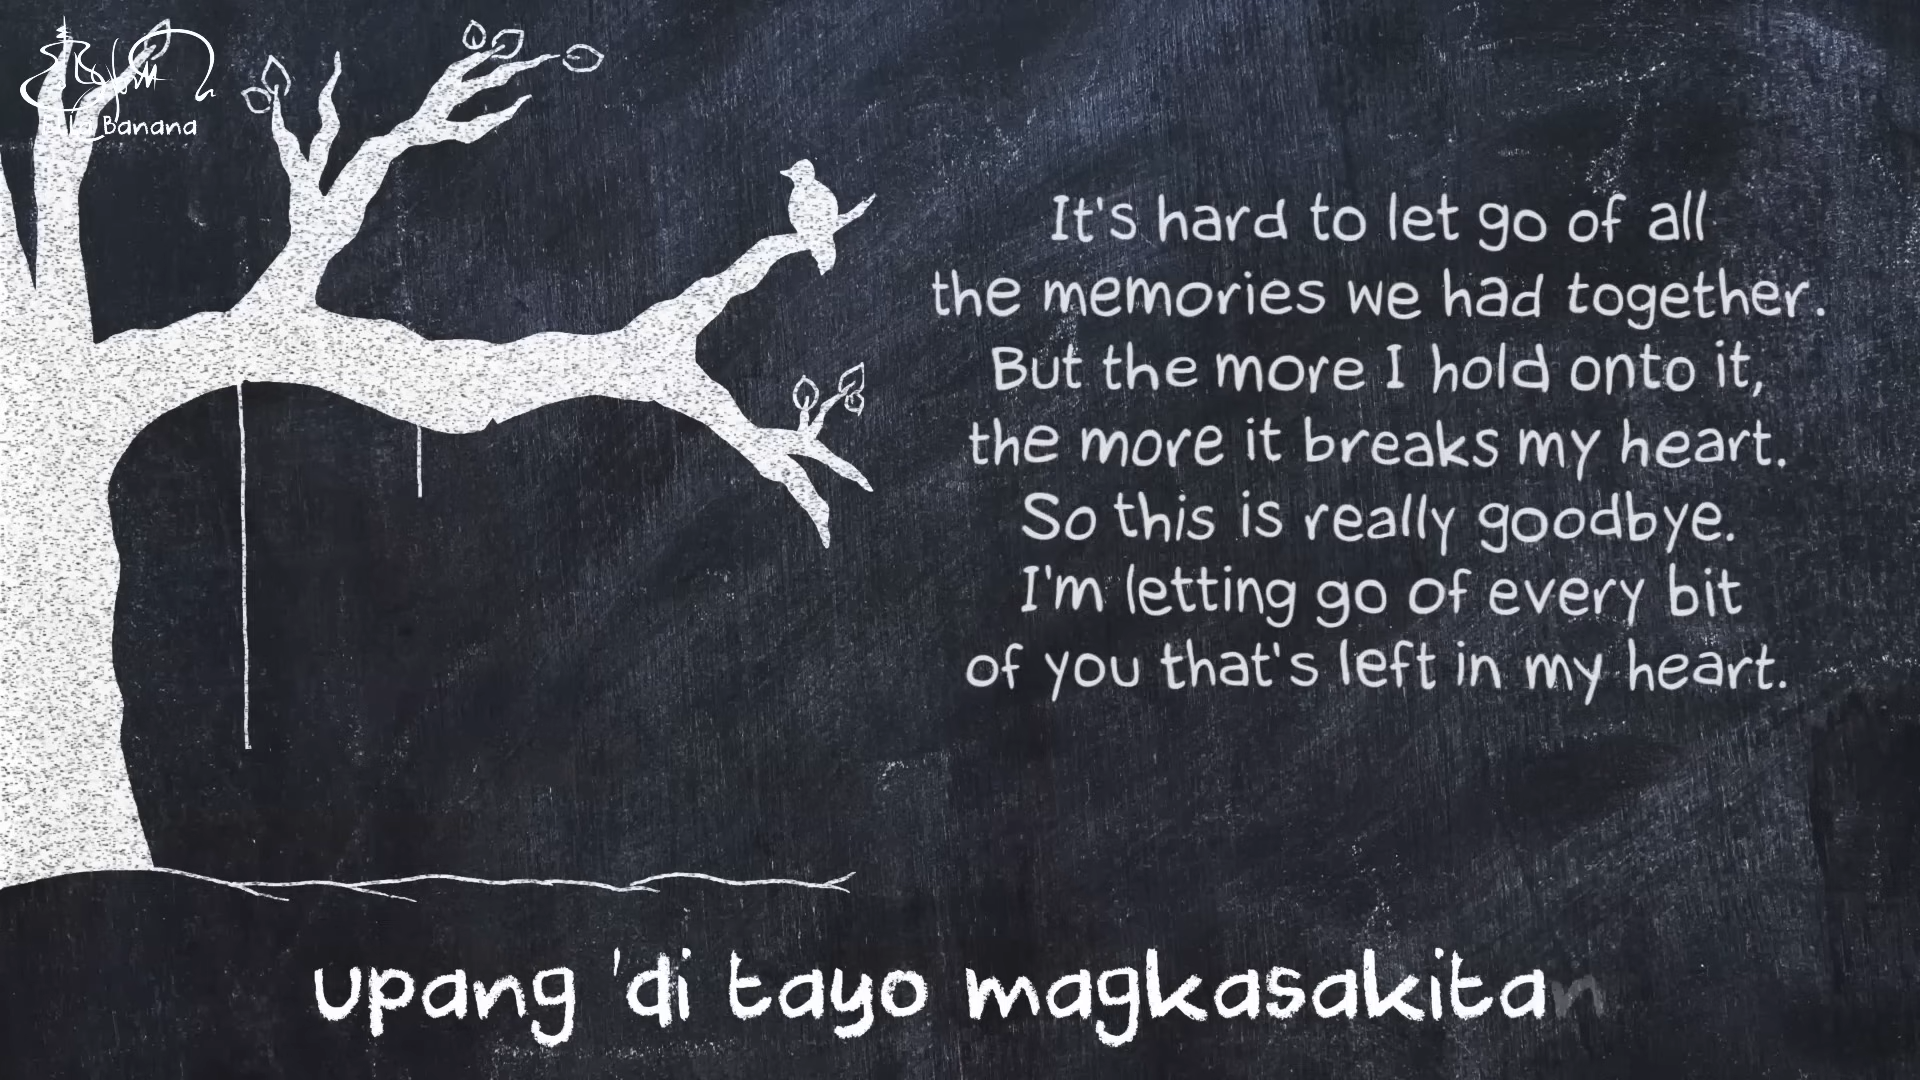 Banana
It's hard to let go of all
the memories we had together.
But the more I hold onto it,
the more it breaks my heart.
So this is really goodbye.
I'm letting go of every bit
of you that's left in my heart.
upang 'di tayo magkasakitan